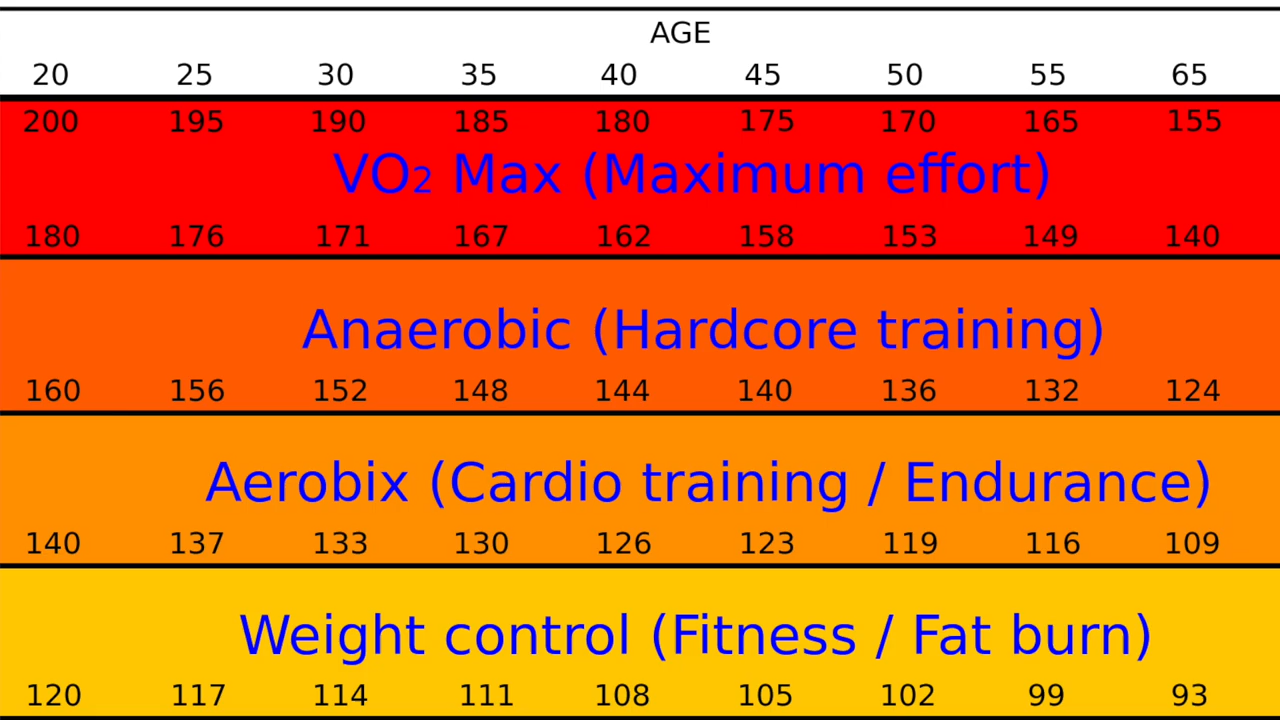 AGE
20 25 30 35 40 45 50 55 65
200 195 190 185 180 175 170 165 155
VO₂ Max (Maximum effort)
180 176 171 167 162 158 153 149 140
Anaerobic (Hardcore training)
160 156 152 148 144 140 136 132 124
Aerobix (Cardio training / Endurance)
140 137 133 130 126 123 119 116 109
Weight control (Fitness / Fat burn)
120 117 114 111 108 105 102 99 93